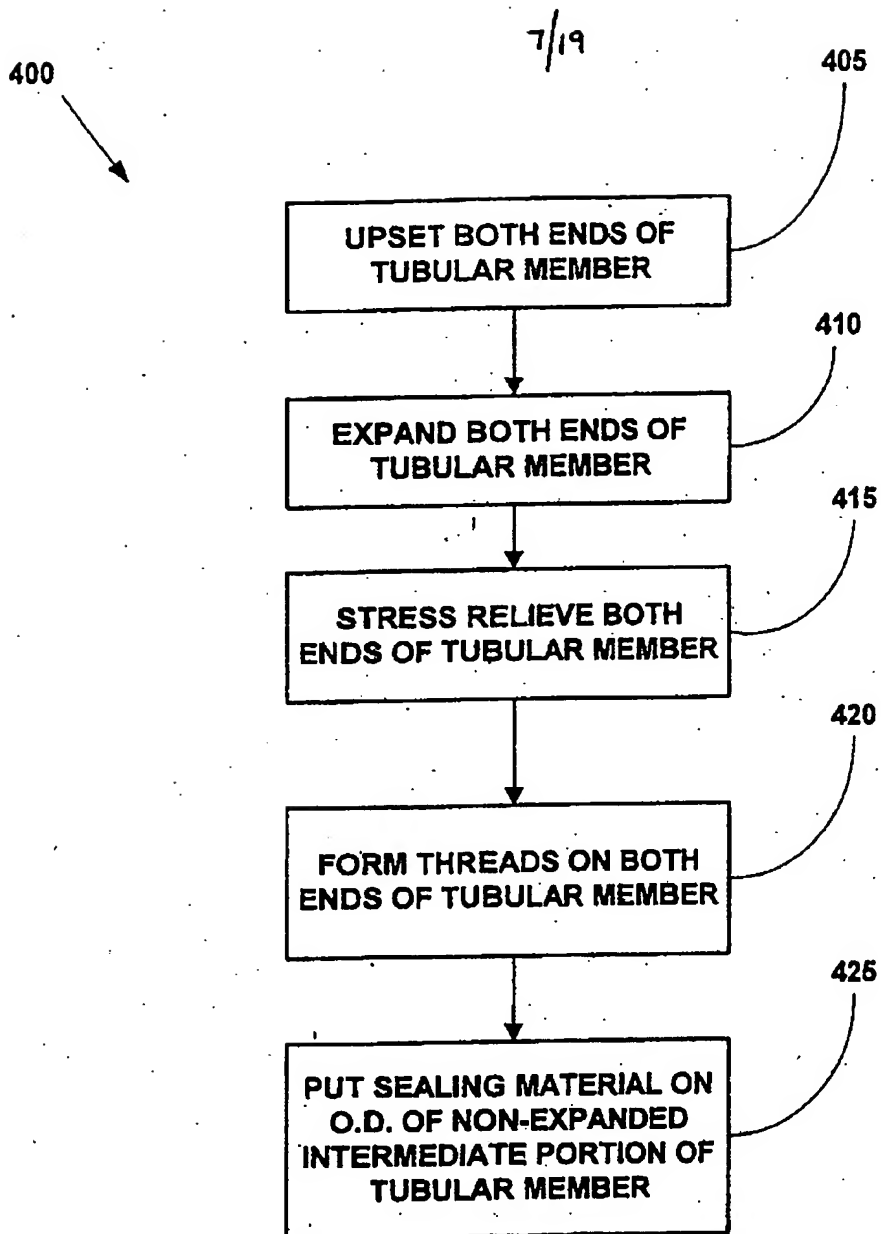 7/19
400
405
UPSET BOTH ENDS OF
TUBULAR MEMBER
410
EXPAND BOTH ENDS OF
TUBULAR MEMBER
415
STRESS RELIEVE BOTH
ENDS OF TUBULAR MEMBER
420
FORM THREADS ON BOTH
ENDS OF TUBULAR MEMBER
425
PUT SEALING MATERIAL ON
O.D. OF NON-EXPANDED
INTERMEDIATE PORTION OF
TUBULAR MEMBER